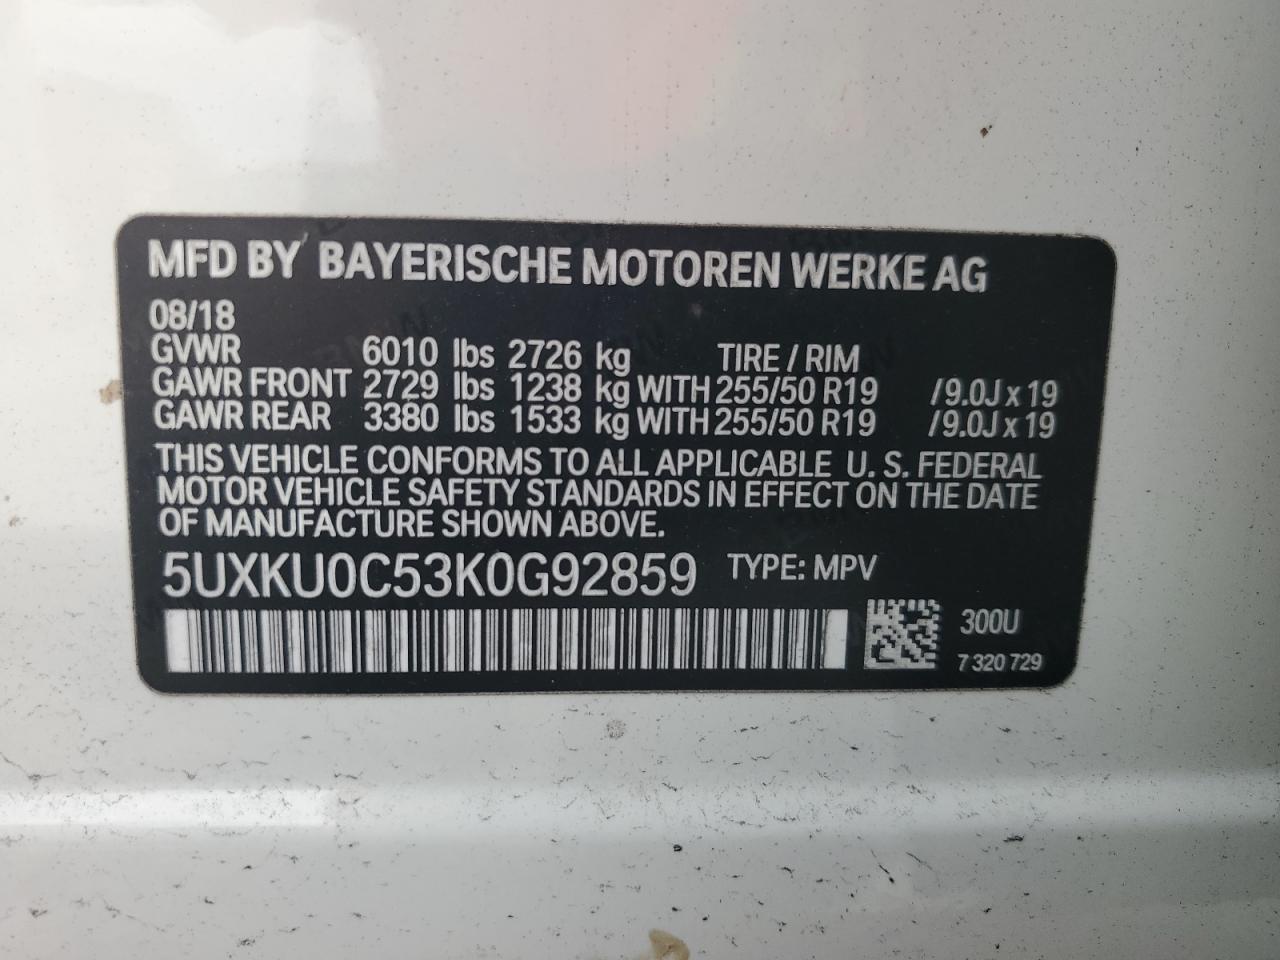 MFD BY BAYERISCHE MOTOREN WERKE AG
08/18
GVWR 6010 lbs 2726 kg TIRE / RIM
GAWR FRONT 2729 lbs 1238 kg WITH 255/50 R19 /9.0J x 19
GAWR REAR 3380 lbs 1533 kg WITH 255/50 R19 /9.0J x 19
THIS VEHICLE CONFORMS TO ALL APPLICABLE U. S. FEDERAL
MOTOR VEHICLE SAFETY STANDARDS IN EFFECT ON THE DATE
OF MANUFACTURE SHOWN ABOVE.
5UXKU0C53K0G92859 TYPE: MPV
300U
7 320 729